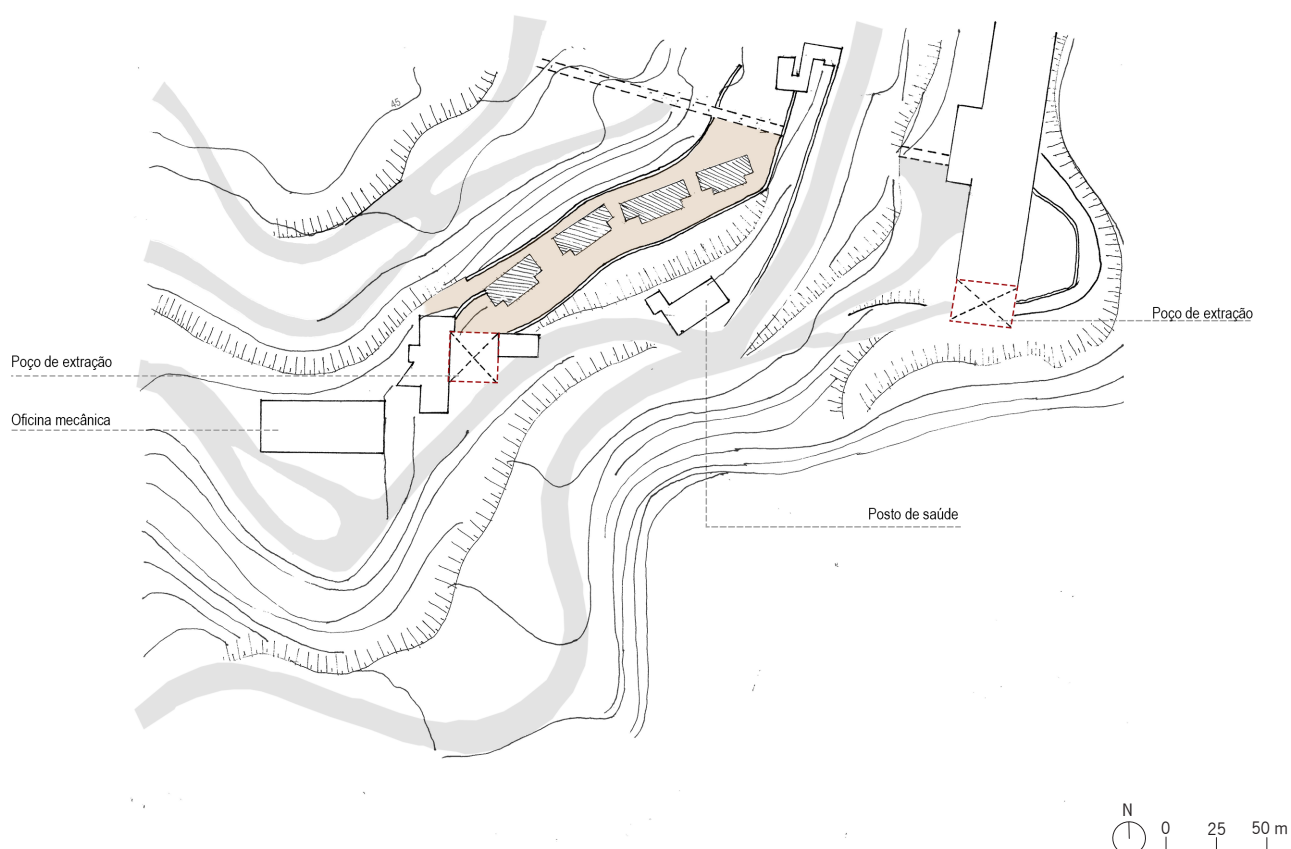 45
Poço de extração
Poço de extração
Oficina mecânica
Posto de saúde
N
0 25 50 m